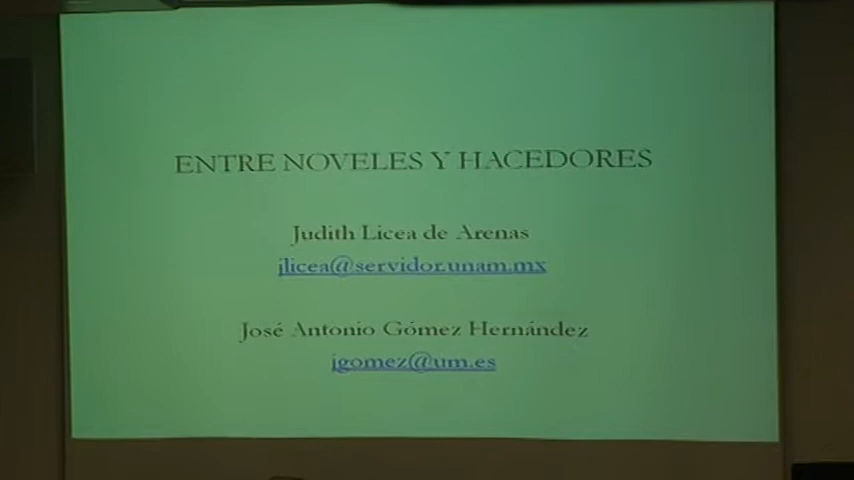 ENTRE NOVELES Y HACEDORES
Judith Licea de Arenas
jlicea@servidor.unam.mx
José Antonio Gómez Hernández
jgomez@um.es